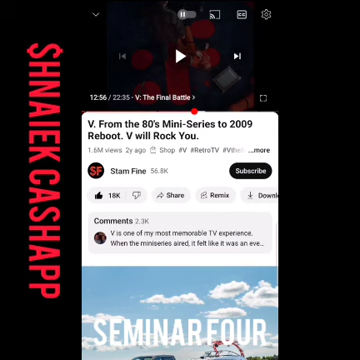 SHNAIEK CASHAPP
12:56 / 22:35 • V: The Final Battle >
V. From the 80's Mini-Series to 2009
Reboot. V will Rock You.
1.6M views 2y ago Shop #V #RetroTV #Vthefi ...more
SF Stam Fine 56.8K Subscribe
18K Share Remix Downl
Comments 2.3K
V is one of my most memorable TV experience.
When the miniseries aired, it felt like it was an eve...
SEMINAR FOUR